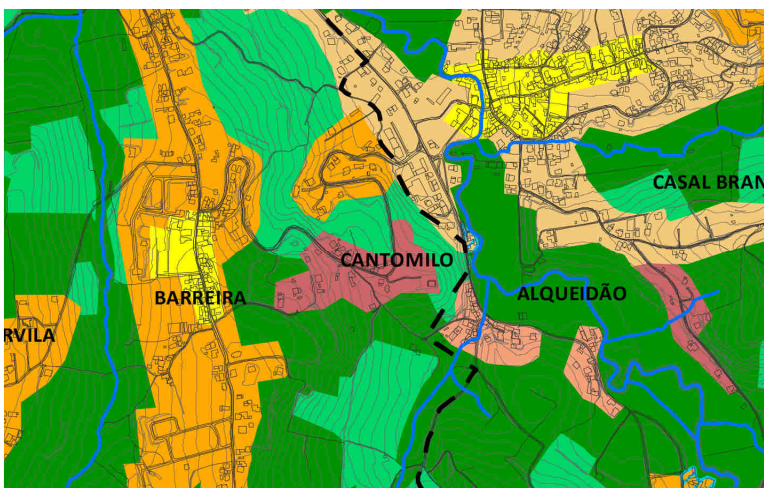 CASAL BRAN
CANTOMILO
BARREIRA
ALQUEIDÃO
RVILA